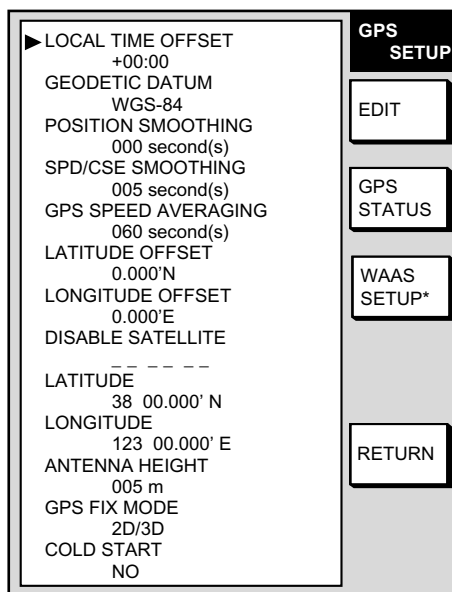 LOCAL TIME OFFSET
+00:00
GEODETIC DATUM
WGS-84
POSITION SMOOTHING
000 second(s)
SPD/CSE SMOOTHING
005 second(s)
GPS SPEED AVERAGING
060 second(s)
LATITUDE OFFSET
0.000’N
LONGITUDE OFFSET
0.000’E
DISABLE SATELLITE
_ _  _ _  _ _
LATITUDE
38  00.000’ N
LONGITUDE
123  00.000’ E
ANTENNA HEIGHT
005 m
GPS FIX MODE
2D/3D
COLD START
NO
GPS
SETUP
EDIT
GPS
STATUS
WAAS
SETUP*
RETURN